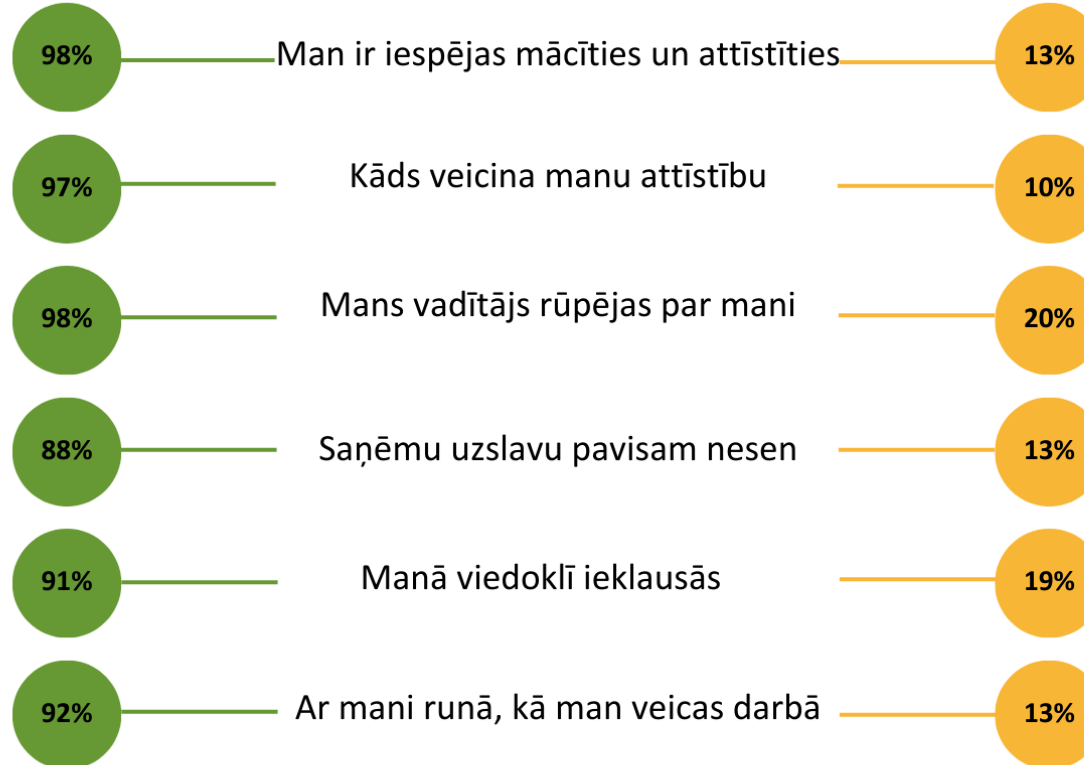 98% Man ir iespējas mācīties un attīstīties 13%
97% Kāds veicina manu attīstību 10%
98% Mans vadītājs rūpējas par mani 20%
88% Saņēmu uzslavu pavisam nesen 13%
91% Manā viedoklī ieklausās 19%
92% Ar mani runā, kā man veicas darbā 13%